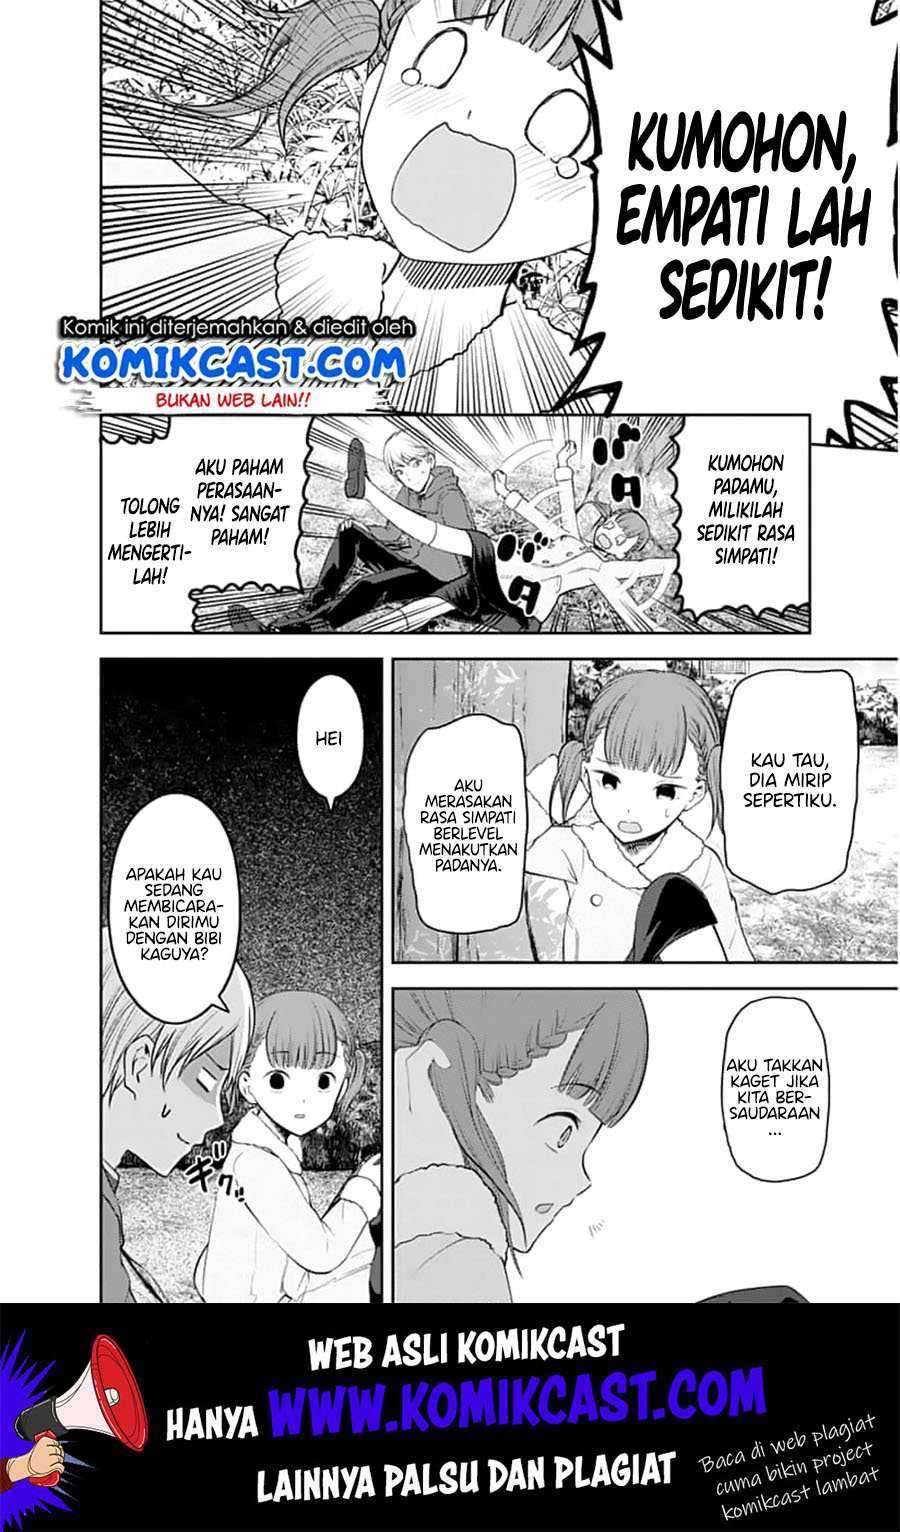 KUMOHON,
EMPATI LAH
SEDIKIT!
Komik ini diterjemahkan & diedit oleh
KOMIKCAST.COM
BUKAN WEB LAIN!!
KUMOHON
PADAMU,
MILIKILAH
SEDIKIT RASA
SIMPATI!
AKU PAHAM
PERASAAN-
NYA! SANGAT
PAHAM!
TOLONG
LEBIH
MENGERTI-
LAH!
KAU TAU,
DIA MIRIP
SEPERTIKU.
AKU
MERASAKAN
RASA SIMPATI
BERLEVEL
MENAKUTKAN
PADANYA.
HEI
APAKAH KAU
SEDANG
MEMBICARA-
KAN DIRIMU
DENGAN BIBI
KAGUYA?
ギクッ
AKU TAKKAN
KAGET JIKA
KITA BER-
SAUDARAAN
...
WEB ASLI KOMIKCAST
HANYA WWW.KOMIKCAST.COM
LAINNYA PALSU DAN PLAGIAT
Baca di web plagiat
cuma bikin project
komikcast lambat